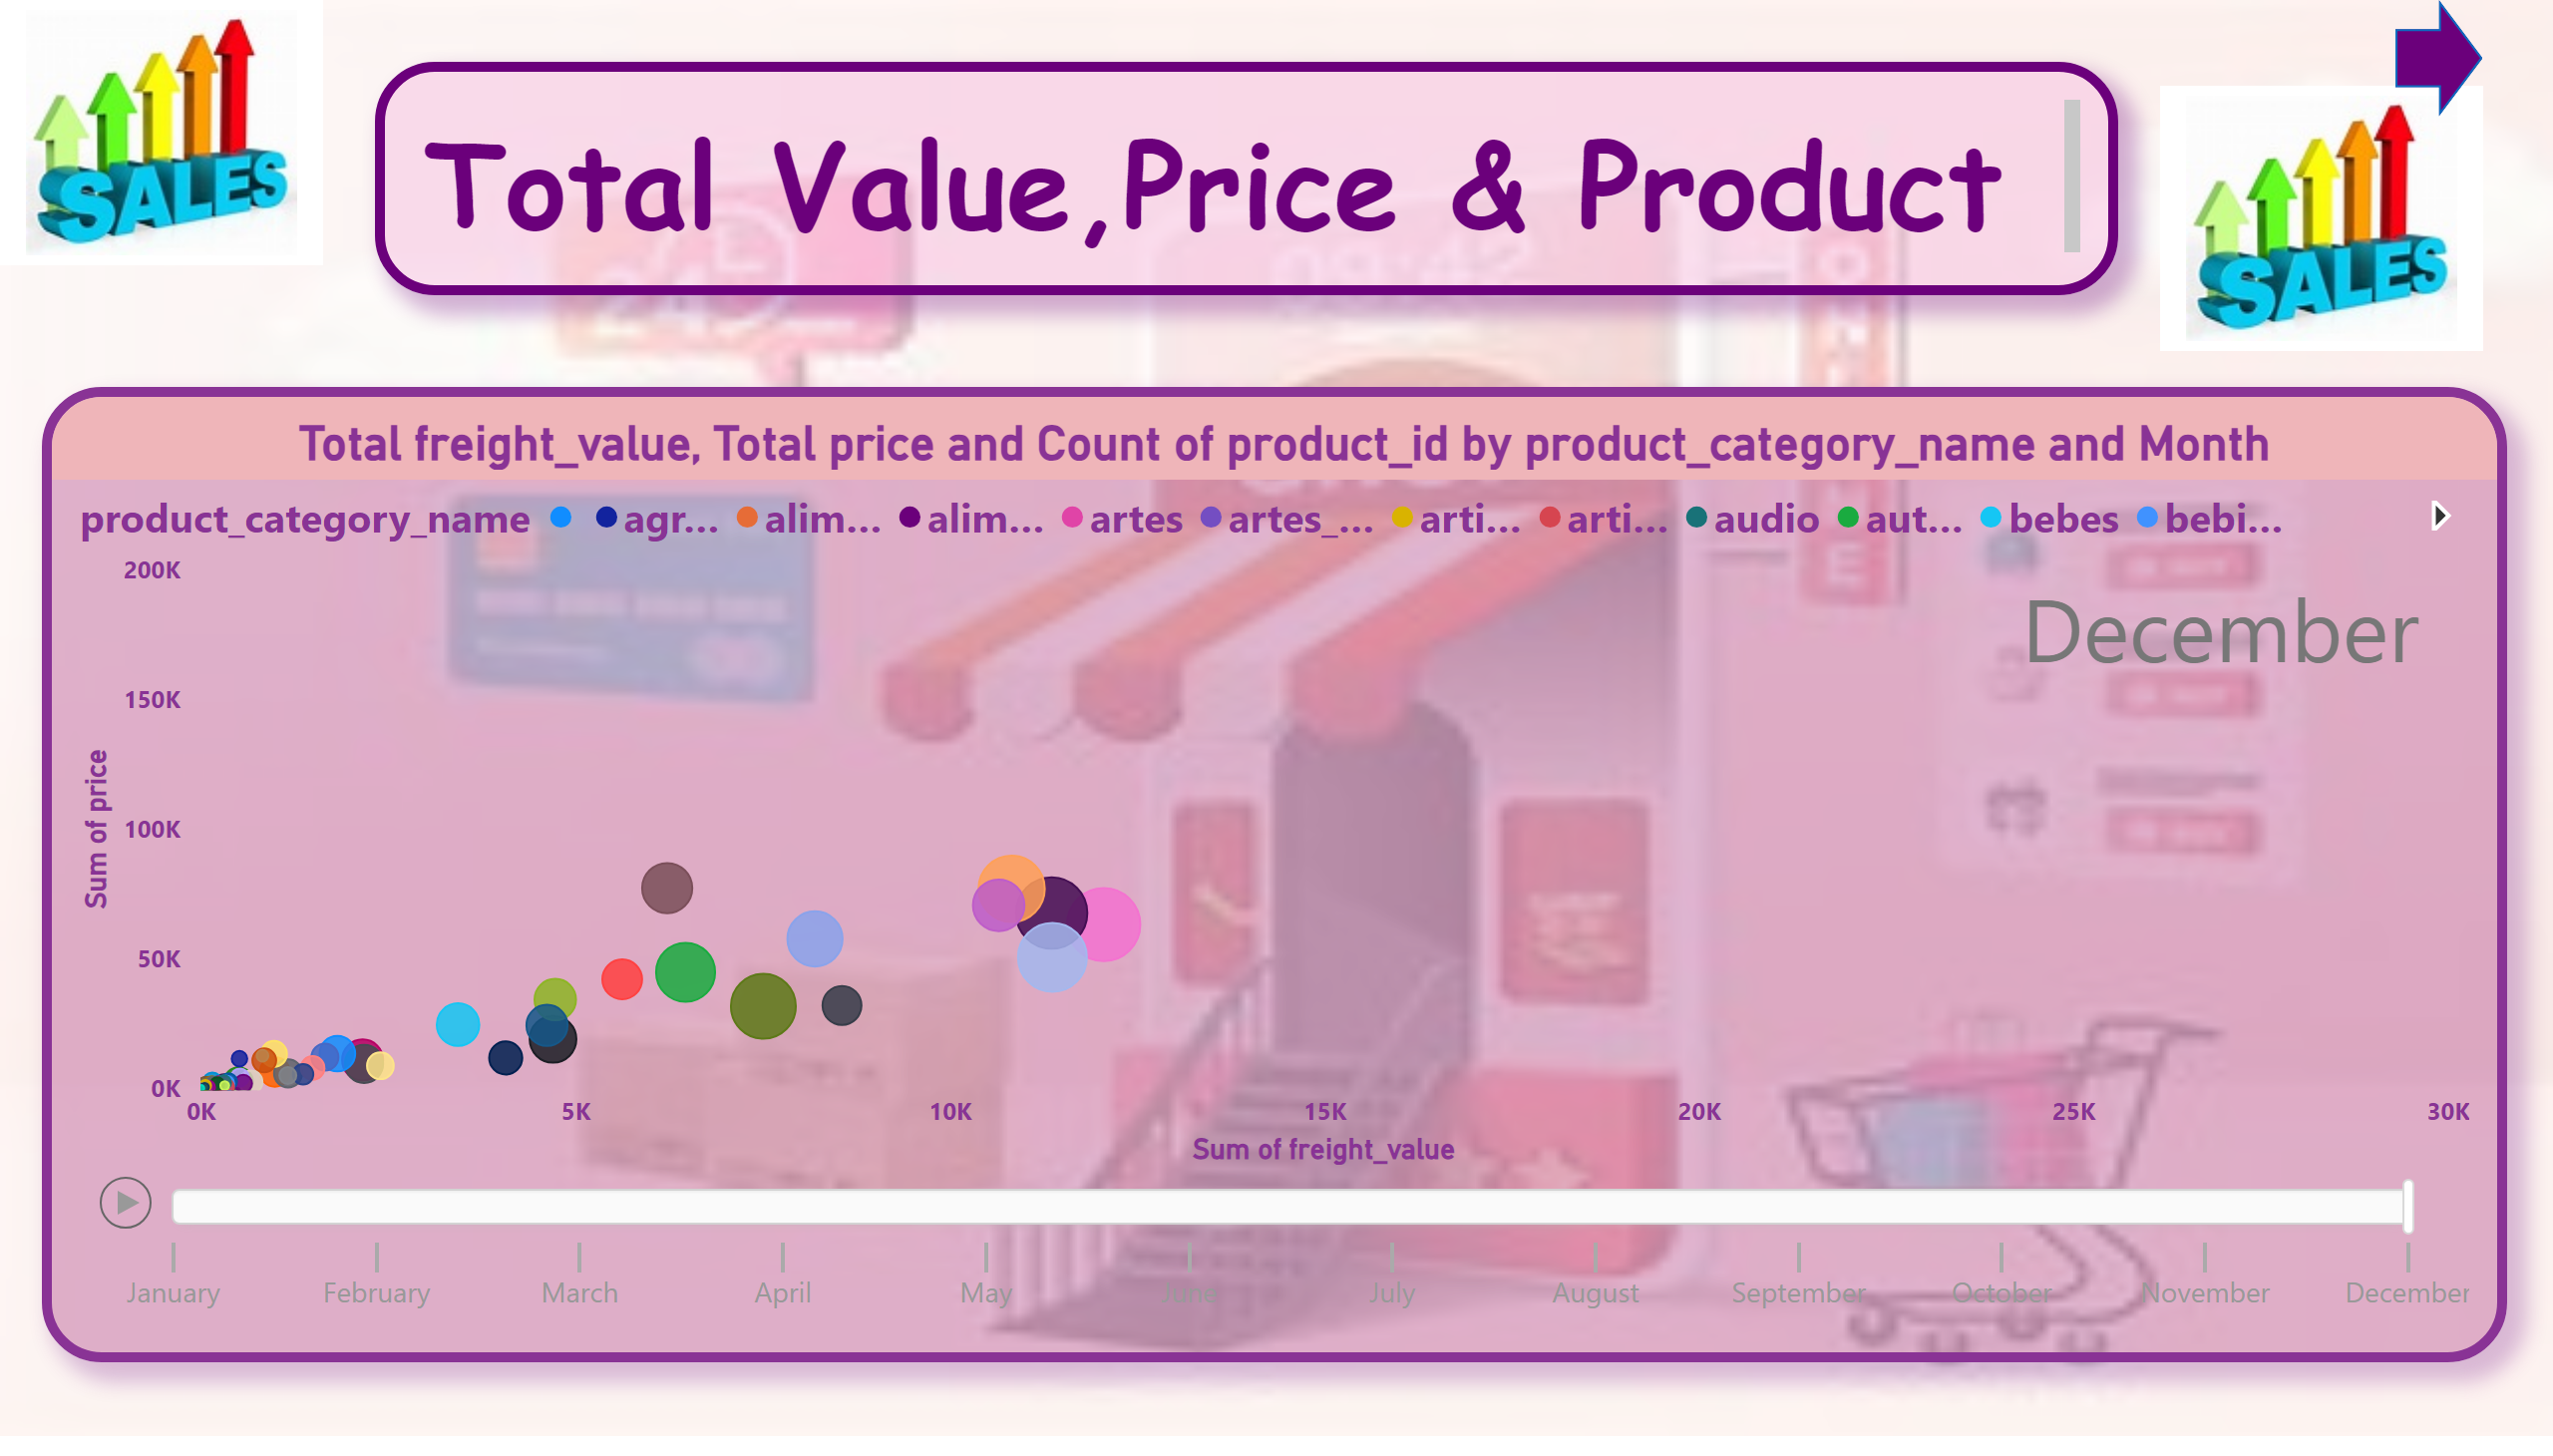 SALES
Total Value,Price & Product
SALES
Total freight_value, Total price and Count of product_id by product_category_name and Month
product_category_name agr... alim... alim... artes artes_... arti... arti... audio aut... bebes bebi...
December
200K
150K
100K
50K
0K
Sum of price
0K 5K 10K 15K 20K 25K 30K
Sum of freight_value
January February March April May June July August September October November December